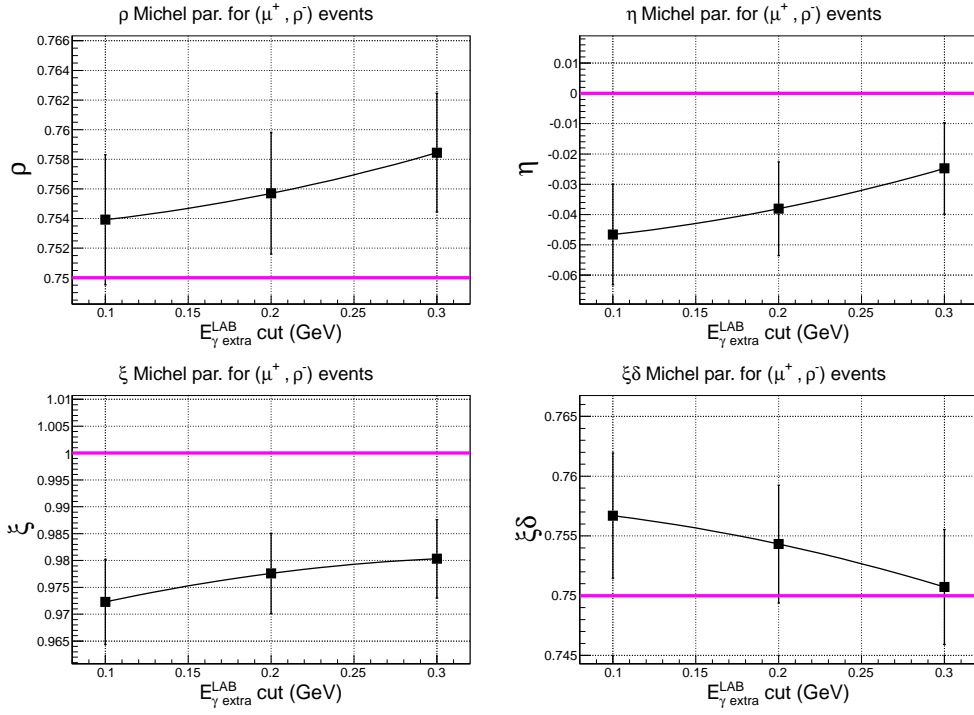 ρ Michel par. for (μ⁺ , ρ⁻) events
0.766
0.764
0.762
0.76
0.758
0.756
0.754
0.752
0.75
ρ
0.1 0.15 0.2 0.25 0.3
E^LAB_γ extra cut (GeV)
η Michel par. for (μ⁺ , ρ⁻) events
0.01
0
-0.01
-0.02
-0.03
-0.04
-0.05
-0.06
η
0.1 0.15 0.2 0.25 0.3
E^LAB_γ extra cut (GeV)
ξ Michel par. for (μ⁺ , ρ⁻) events
1.01
1.005
1
0.995
0.99
0.985
0.98
0.975
0.97
0.965
ξ
0.1 0.15 0.2 0.25 0.3
E^LAB_γ extra cut (GeV)
ξδ Michel par. for (μ⁺ , ρ⁻) events
0.765
0.76
0.755
0.75
0.745
ξδ
0.1 0.15 0.2 0.25 0.3
E^LAB_γ extra cut (GeV)